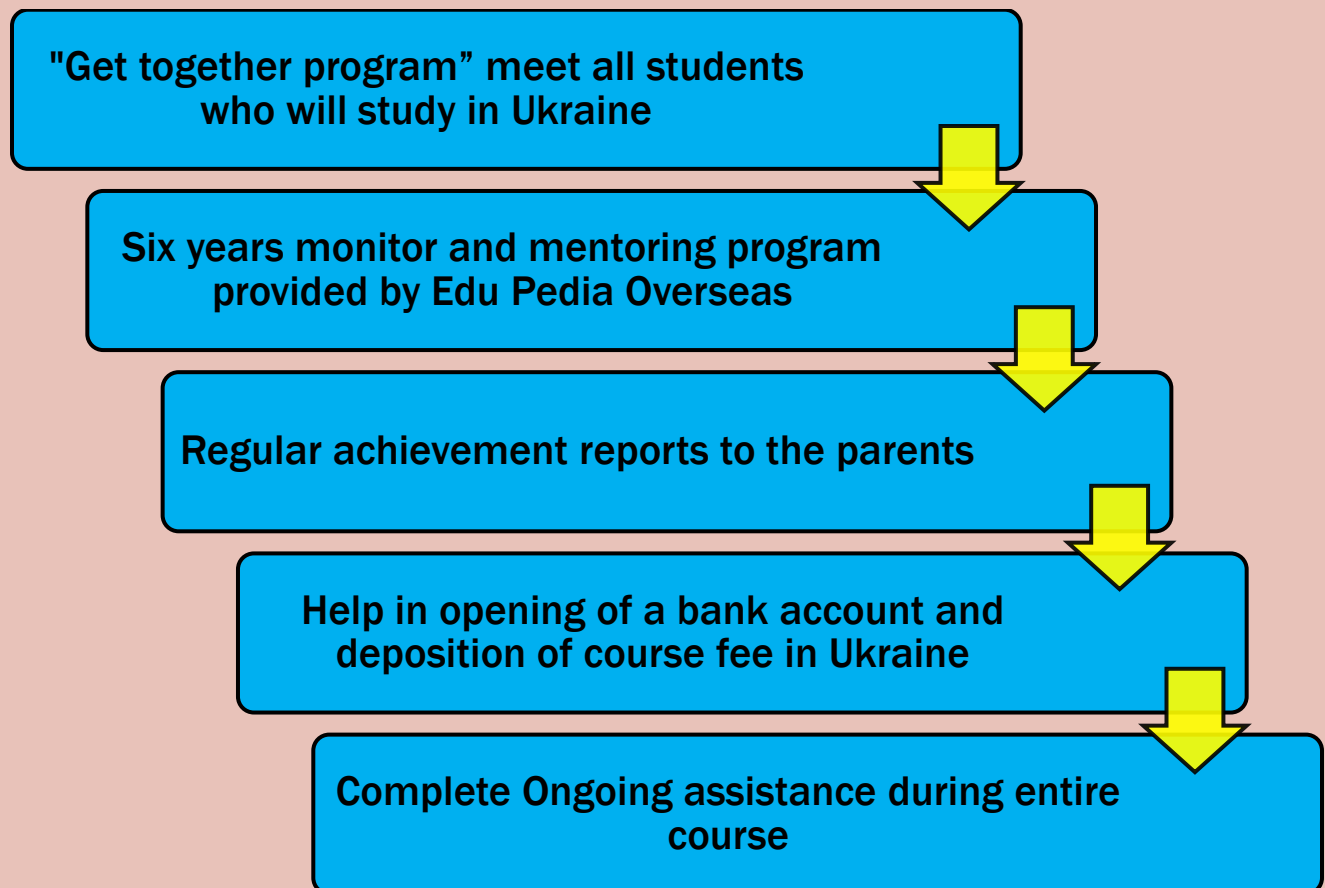 "Get together program” meet all students
who will study in Ukraine
Six years monitor and mentoring program
provided by Edu Pedia Overseas
Regular achievement reports to the parents
Help in opening of a bank account and
deposition of course fee in Ukraine
Complete Ongoing assistance during entire
course